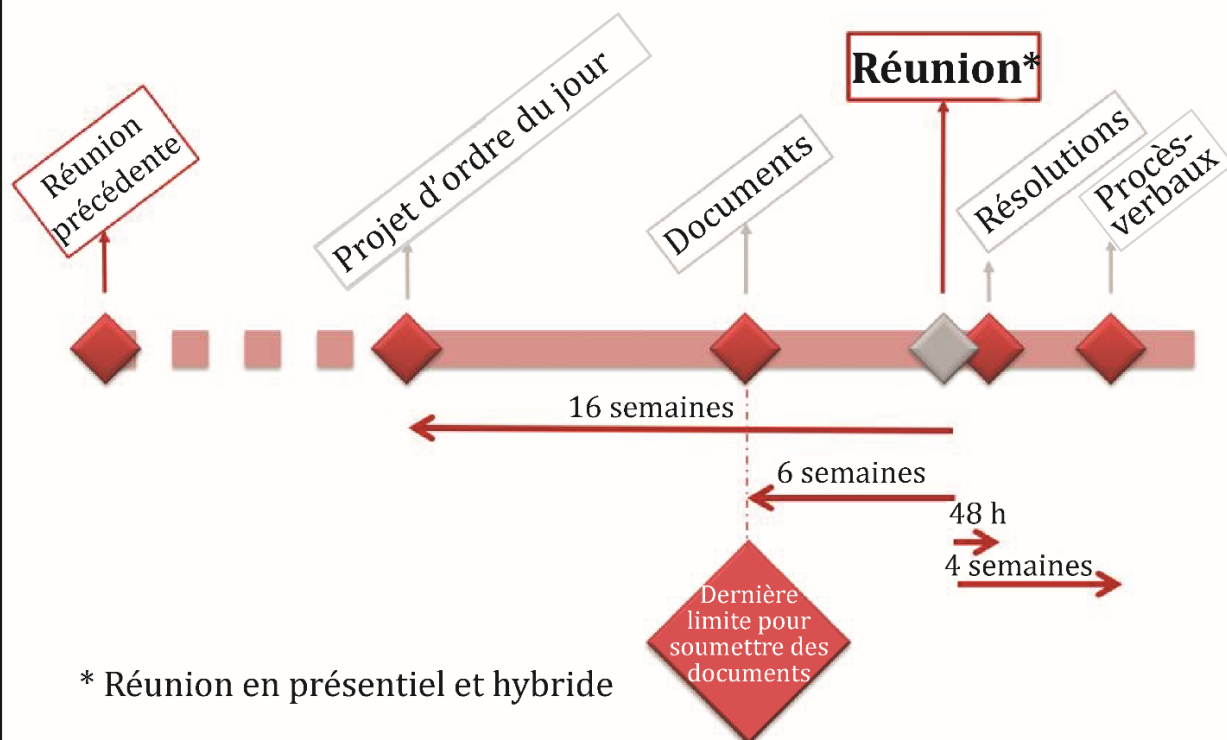 Réunion
précédente
Projet d'ordre du jour
Documents
Réunion*
Résolutions
Procès-
verbaux
16 semaines
6 semaines
48 h
4 semaines
Dernière
limite pour
soumettre des
documents
* Réunion en présentiel et hybride